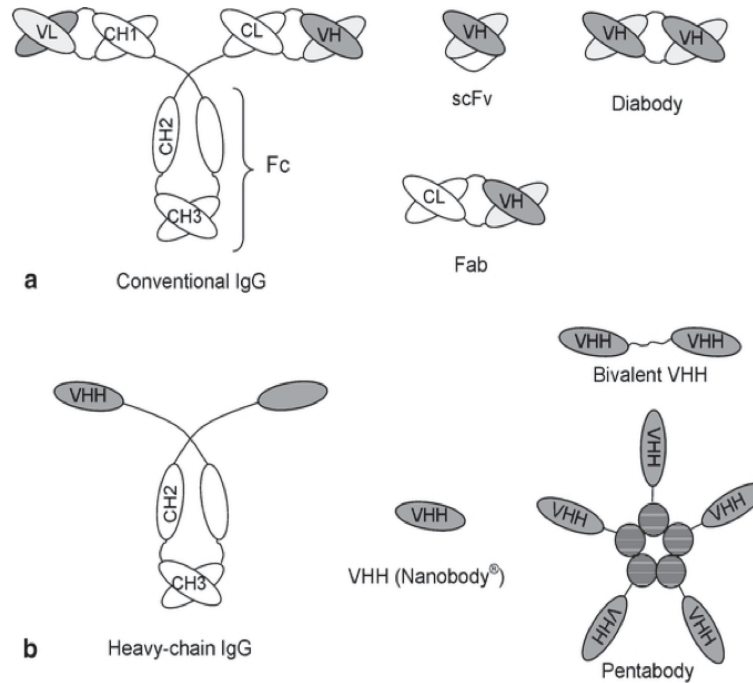 VL
CH1
CL
VH
CH2
Fc
CH3
a
Conventional IgG
VH
scFv
VH
VH
Diabody
CL
VH
Fab
VHH
CH2
CH3
b
Heavy-chain IgG
VHH
VHH (Nanobody®)
VHH
VHH
Bivalent VHH
VHH
VHH
VHH
VHH
VHH
Pentabody